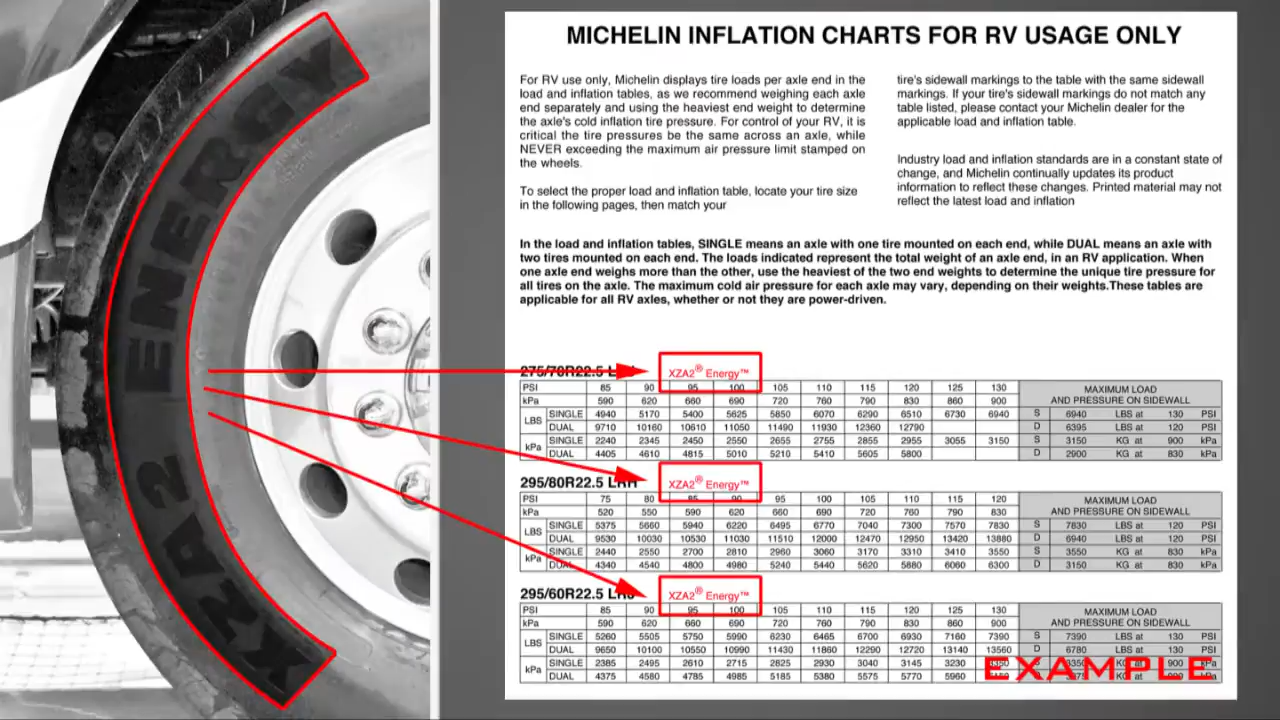 ENERGY
XZA2
MICHELIN INFLATION CHARTS FOR RV USAGE ONLY
For RV use only, Michelin displays tire loads per axle end in the
load and inflation tables, as we recommend weighing each axle
end separately and using the heaviest end weight to determine
the axle's cold inflation tire pressure. For control of your RV, it is
critical the tire pressures be the same across an axle, while
NEVER exceeding the maximum air pressure limit stamped on
the wheels.
To select the proper load and inflation table, locate your tire size
in the following pages, then match your
tire's sidewall markings to the table with the same sidewall
markings. If your tire's sidewall markings do not match any
table listed, please contact your Michelin dealer for the
applicable load and inflation table.
Industry load and inflation standards are in a constant state of
change, and Michelin continually updates its product
information to reflect these changes. Printed material may not
reflect the latest load and inflation
In the load and inflation tables, SINGLE means an axle with one tire mounted on each end, while DUAL means an axle with
two tires mounted on each end. The loads indicated represent the total weight of an axle end, in an RV application. When
one axle end weighs more than the other, use the heaviest of the two end weights to determine the unique tire pressure for
all tires on the axle. The maximum cold air pressure for each axle may vary, depending on their weights.These tables are
applicable for all RV axles, whether or not they are power-driven.
275/70R22.5 XZA2® Energy™
PSI 85 90 95 100 105 110 115 120 125 130 MAXIMUM LOAD
kPa 590 620 660 690 720 760 790 830 860 900 AND PRESSURE ON SIDEWALL
LBS SINGLE 4940 5170 5400 5625 5850 6070 6290 6510 6730 6940 S 6940 LBS at 130 PSI
DUAL 9710 10160 10610 11050 11490 11930 12360 12790 D 6395 LBS at 120 PSI
kPa SINGLE 2240 2345 2450 2550 2655 2755 2855 2955 3055 3150 S 3150 KG at 900 kPa
DUAL 4405 4610 4815 5010 5210 5410 5605 5800 D 2900 KG at 830 kPa
295/80R22.5 LRH XZA2® Energy™
PSI 75 80 85 90 95 100 105 110 115 120 MAXIMUM LOAD
kPa 520 550 590 620 660 690 720 760 790 830 AND PRESSURE ON SIDEWALL
LBS SINGLE 5375 5660 5940 6220 6495 6770 7040 7300 7570 7830 S 7830 LBS at 120 PSI
DUAL 9530 10030 10530 11030 11510 12000 12470 12950 13420 13880 D 6940 LBS at 120 PSI
kPa SINGLE 2440 2550 2700 2810 2960 3060 3170 3310 3410 3550 S 3550 KG at 830 kPa
DUAL 4340 4540 4800 4980 5240 5440 5620 5880 6060 6300 D 3150 KG at 830 kPa
295/60R22.5 XZA2® Energy™
PSI 85 90 95 100 105 110 115 120 125 130 MAXIMUM LOAD
kPa 590 620 660 690 720 760 790 830 860 900 AND PRESSURE ON SIDEWALL
LBS SINGLE 5260 5505 5750 5990 6230 6465 6700 6930 7160 7390 S 7390 LBS at 130 PSI
DUAL 9650 10100 10550 10990 11430 11860 12290 12720 13140 13560 D 6780 LBS at 120 PSI
kPa SINGLE 2385 2495 2610 2715 2825 2930 3040 3145 3230 3350 S 3350 KG at 900 kPa
DUAL 4375 4580 4785 4985 5185 5380 5575 5770 5960 kPa
EXAMPLE